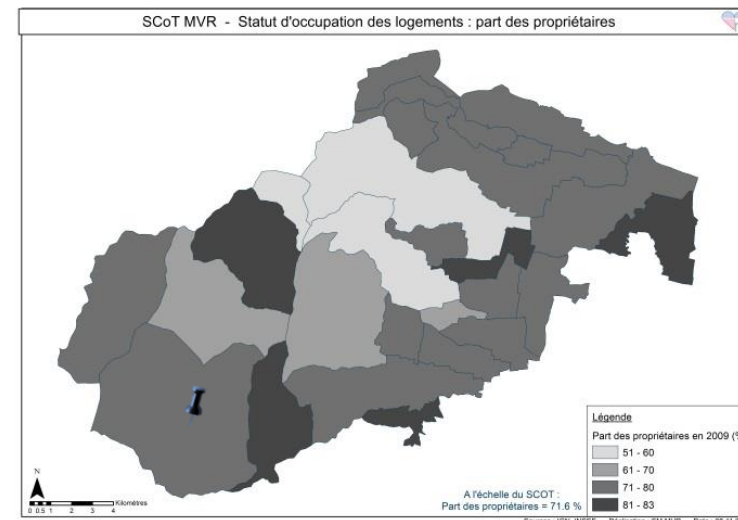 SCoT MVR - Statut d'occupation des logements : part des propriétaires
N
0 0.5 1 2 3 4 Kilomètres
A l'échelle du SCOT :
Part des propriétaires = 71.6 %
Légende
Part des propriétaires en 2009 (%
51 - 60
61 - 70
71 - 80
81 - 83